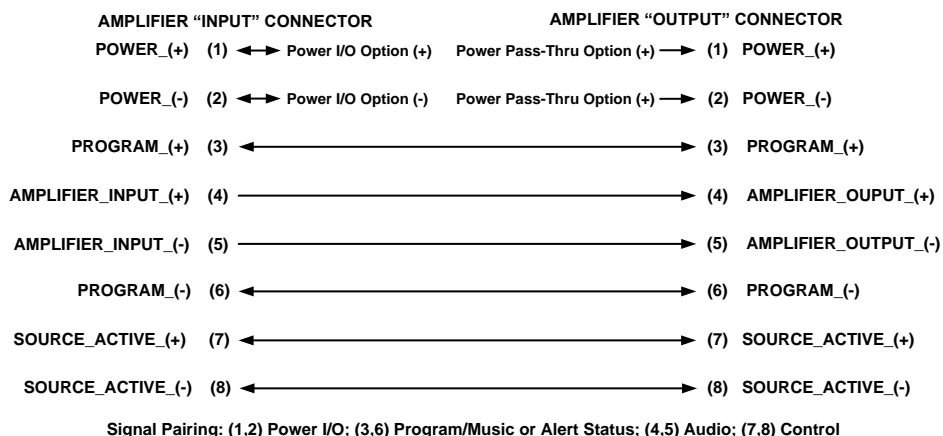 AMPLIFIER “INPUT” CONNECTOR AMPLIFIER “OUTPUT” CONNECTOR
POWER_(+) (1) Power I/O Option (+) Power Pass-Thru Option (+) (1) POWER_(+)
POWER_(-) (2) Power I/O Option (-) Power Pass-Thru Option (+) (2) POWER_(-)
PROGRAM_(+) (3) (3) PROGRAM_(+)
AMPLIFIER_INPUT_(+) (4) (4) AMPLIFIER_OUPUT_(+)
AMPLIFIER_INPUT_(-) (5) (5) AMPLIFIER_OUTPUT_(-)
PROGRAM_(-) (6) (6) PROGRAM_(-)
SOURCE_ACTIVE_(+) (7) (7) SOURCE_ACTIVE_(+)
SOURCE_ACTIVE_(-) (8) (8) SOURCE_ACTIVE_(-)
Signal Pairing: (1,2) Power I/O; (3,6) Program/Music or Alert Status; (4,5) Audio; (7,8) Control